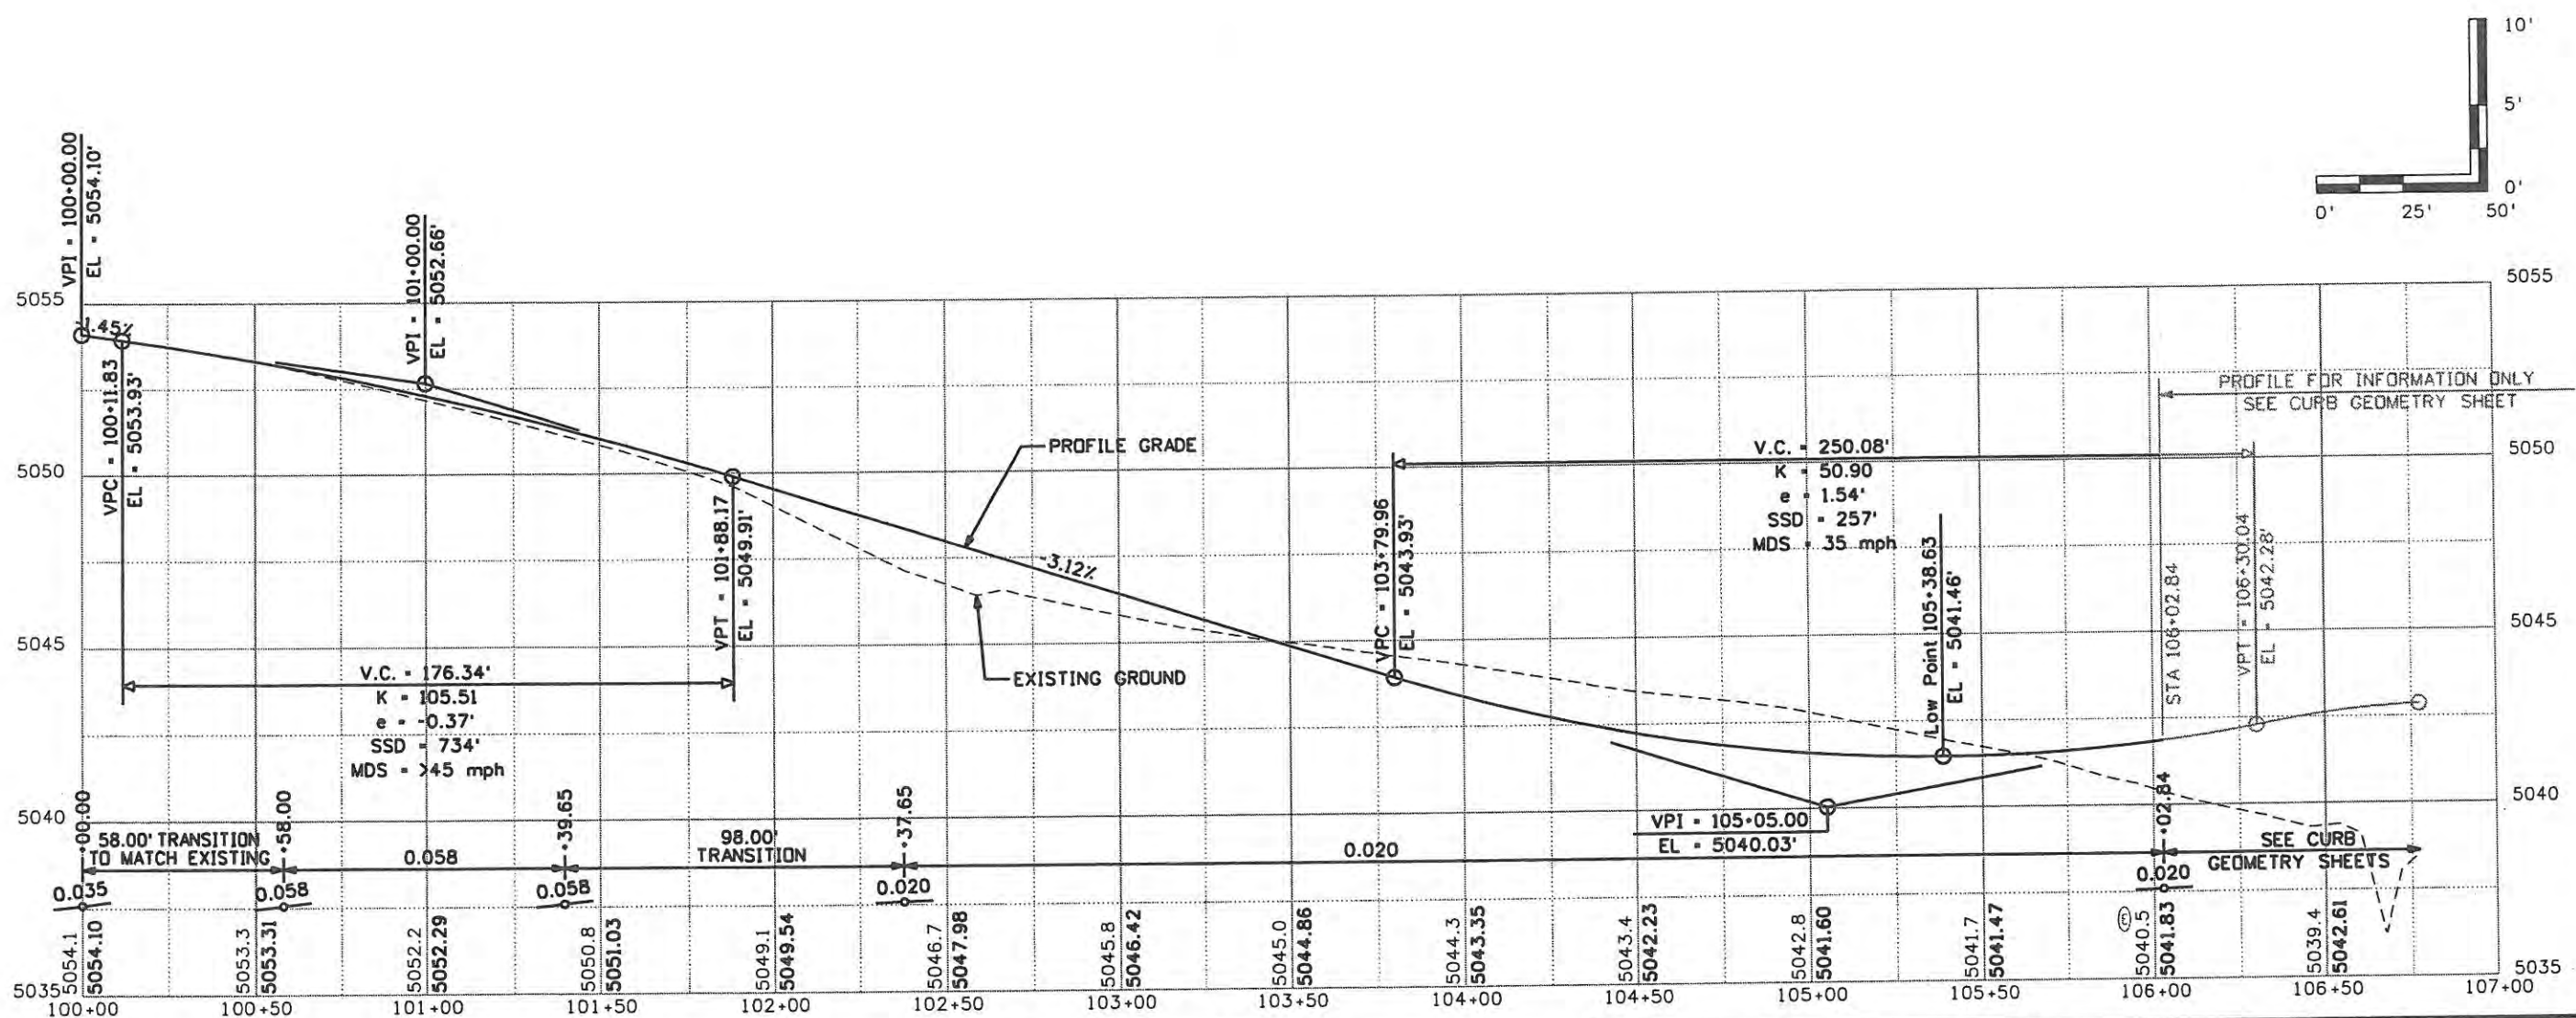 10'
5'
0'
0' 25' 50'
VPI = 100+00.00
EL = 5054.10'
VPI = 101+00.00
EL = 5052.66'
5055
5055
-1.45%
VPC = 100+11.83
EL = 5053.93'
PROFILE FOR INFORMATION ONLY
SEE CURB GEOMETRY SHEET
PROFILE GRADE
5050
5050
V.C. = 250.08'
K = 50.90
e = 1.54'
SSD = 257'
MDS = 35 mph
VPT = 101+88.17
EL = 5049.91'
-3.12%
VPC = 103+79.96
EL = 5043.93'
Low Point 105+38.63
EL = 5041.46'
STA 106+02.84
VPT = 106+30.04
EL = 5042.28'
5045
5045
EXISTING GROUND
V.C. = 176.34'
K = 105.51
e = -0.37'
SSD = 734'
MDS = >45 mph
5040
5040
VPI = 105+05.00
EL = 5040.03'
+00.00
58.00' TRANSITION
TO MATCH EXISTING
+58.00
0.058
+39.65
98.00'
TRANSITION
+37.65
0.020
+02.84
SEE CURB
GEOMETRY SHEETS
0.035
0.058
0.058
0.020
0.020
5054.1
5054.10
5053.3
5053.31
5052.2
5052.29
5050.8
5051.03
5049.1
5049.54
5046.7
5047.98
5045.8
5046.42
5045.0
5044.86
5044.3
5043.35
5043.4
5042.23
5042.8
5041.60
5041.7
5041.47
5040.5
5041.83
5039.4
5042.61
5035
5035
100+00 100+50 101+00 101+50 102+00 102+50 103+00 103+50 104+00 104+50 105+00 105+50 106+00 106+50 107+00